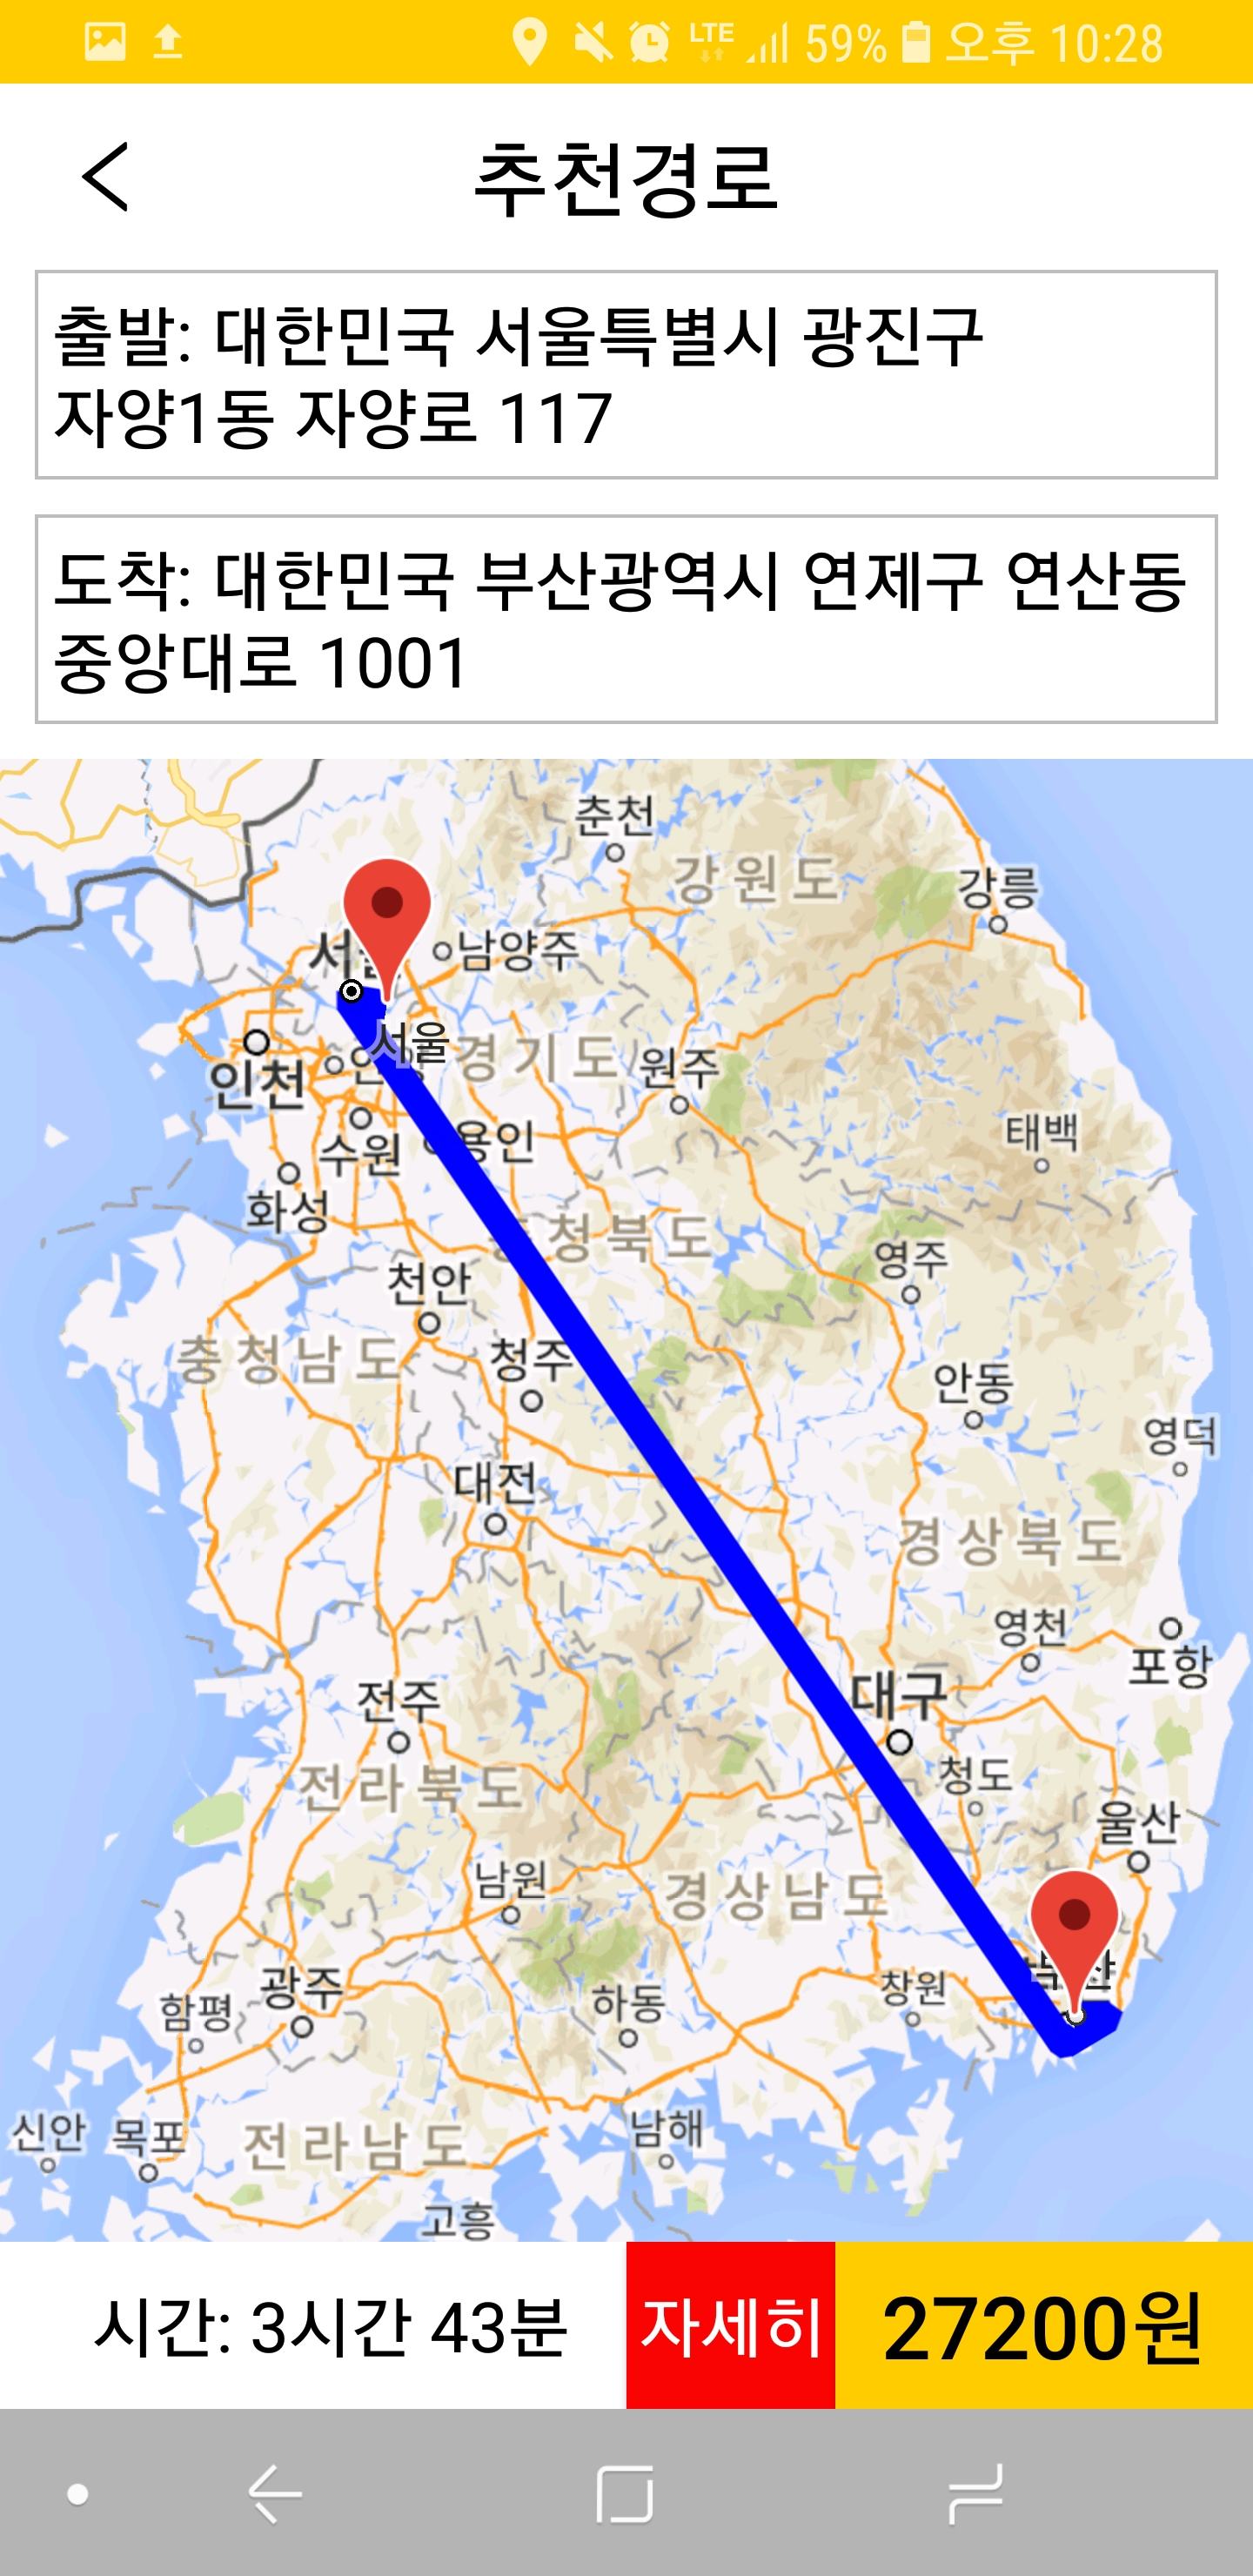 LTE 59% 오후 10:28
추천경로
출발: 대한민국 서울특별시 광진구
자양1동 자양로 117
도착: 대한민국 부산광역시 연제구 연산동
중앙대로 1001
춘천
강원도
강릉
남양주
서울
경기도
원주
인천
용인
수원
태백
화성
청북도
영주
천안
충청남도
청주
안동
영덕
대전
경상북도
영천
포항
전주
대구
청도
전라북도
울산
남원
경상남도
부산
광주
창원
함평
하동
신안
목포
전라남도
남해
고흥
시간: 3시간 43분
자세히
27200원